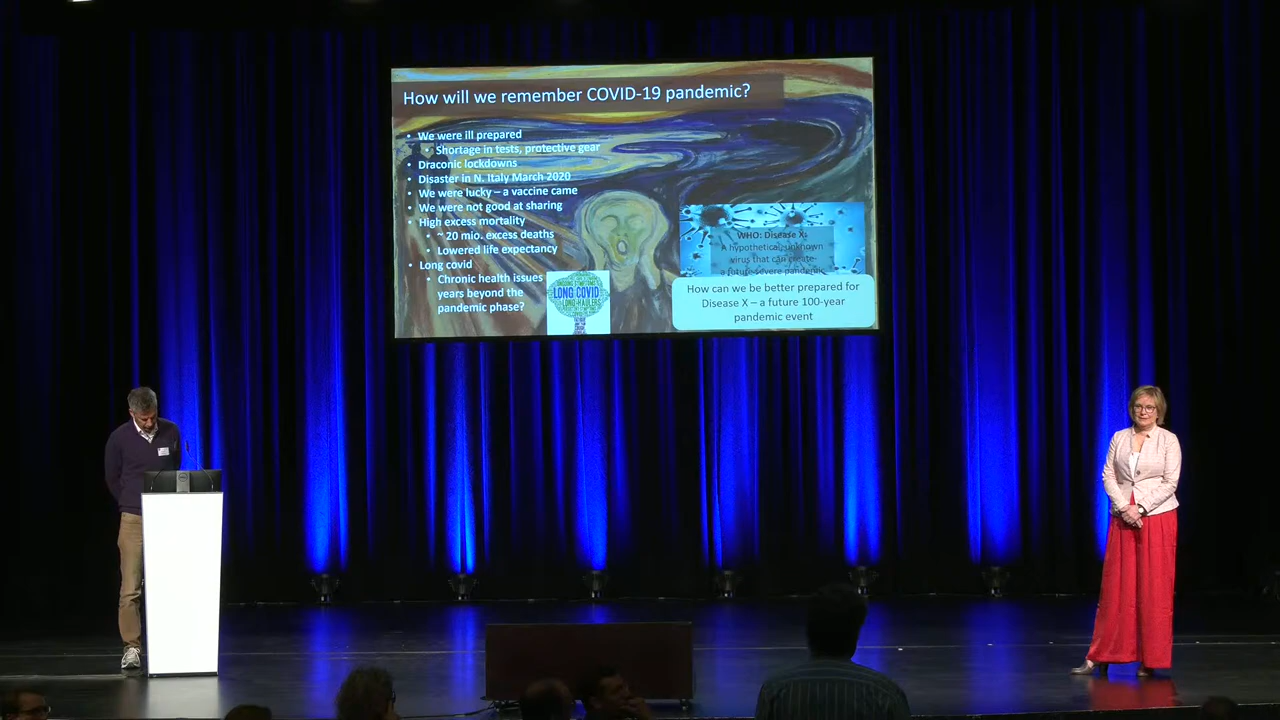 How will we remember COVID-19 pandemic?
• We were ill prepared
• Shortage in tests, protective gear
• Draconic lockdowns
• Disaster in N. Italy March 2020
• We were lucky – a vaccine came
• We were not good at sharing
• High excess mortality
• ~ 20 mio. excess deaths
• Lowered life expectancy
• Long covid
• Chronic health issues
years beyond the
pandemic phase?
LONG COVID
LONG-HAULERS
WHO: Disease X:
A hypothetical, unknown
virus that can create
a future severe pandemic
How can we be better prepared for
Disease X – a future 100-year
pandemic event